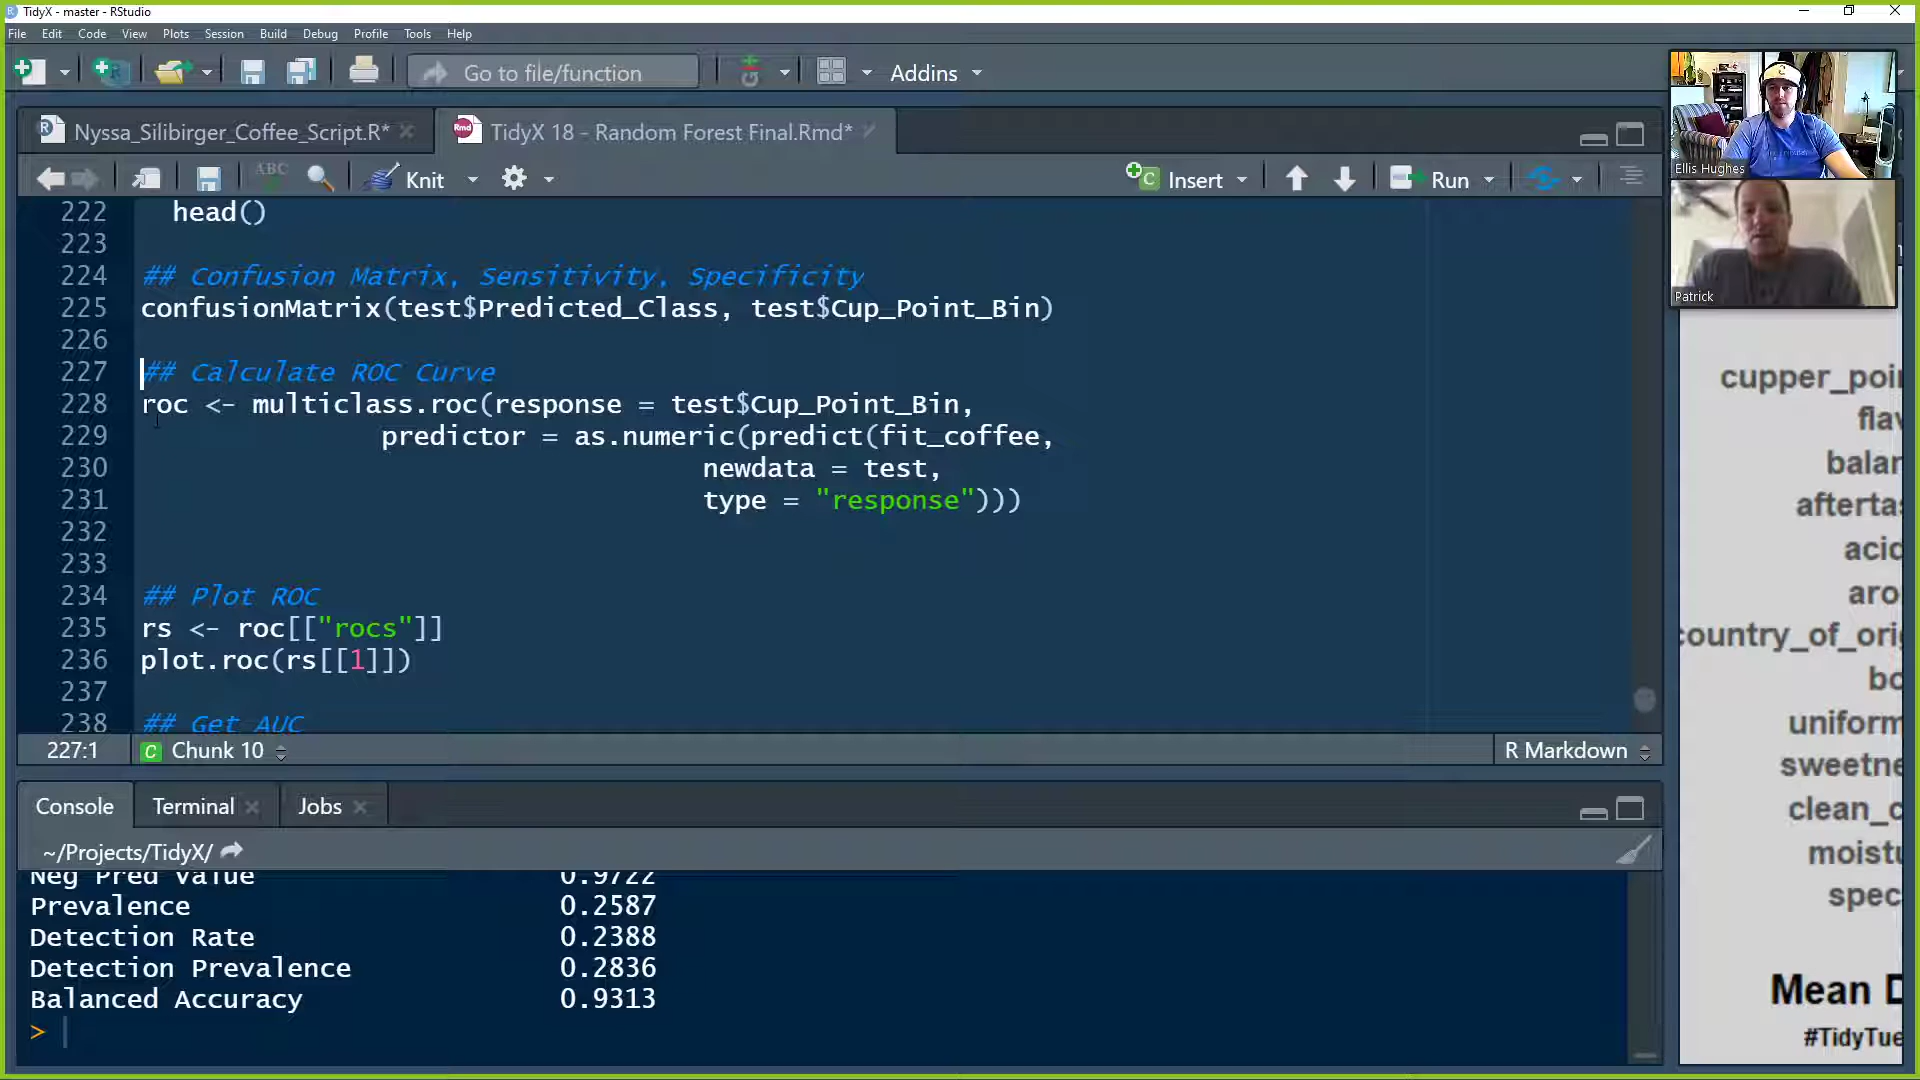 TidyX - master - RStudio
File Edit Code View Plots Session Build Debug Profile Tools Help
Go to file/function
Addins
Nyssa_Silibirger_Coffee_Script.R*
TidyX 18 - Random Forest Final.Rmd*
ABC
Knit
Insert
Run
222 head()
223
224 ## Confusion Matrix, Sensitivity, Specificity
225 confusionMatrix(test$Predicted_Class, test$Cup_Point_Bin)
226
227 ## Calculate ROC Curve
228 roc <- multiclass.roc(response = test$Cup_Point_Bin,
229 predictor = as.numeric(predict(fit_coffee,
230 newdata = test,
231 type = "response")))
232
233
234 ## Plot ROC
235 rs <- roc[["rocs"]]
236 plot.roc(rs[[1]])
237
238 ## Get AUC
227:1 C Chunk 10 R Markdown
Console Terminal Jobs
~/Projects/TidyX/
Neg Pred Value 0.9722
Prevalence 0.2587
Detection Rate 0.2388
Detection Prevalence 0.2836
Balanced Accuracy 0.9313
>
Ellis Hughes
Patrick
cupper_poi
flav
balan
aftertas
acid
aro
country_of_ori
bo
uniform
sweetne
clean_c
moistu
spec
Mean D
#TidyTue